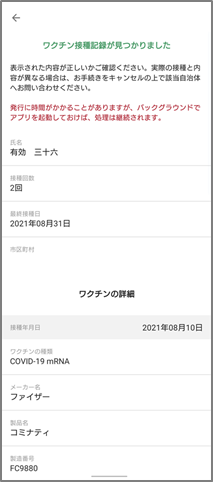 ワクチン接種記録が見つかりました
表示された内容が正しいかご確認ください。実際の接種と内
容が異なる場合は、お手続きをキャンセルの上で該当自治体
へお問い合わせください。
発行に時間がかかることがありますが、バックグラウンドで
アプリを起動しておけば、処理は継続されます。
氏名
有効　三十六
接種回数
2回
最終接種日
2021年08月31日
市区町村
ワクチンの詳細
接種年月日 2021年08月10日
ワクチンの種類
COVID-19 mRNA
メーカー名
ファイザー
製品名
コミナティ
製造番号
FC9880